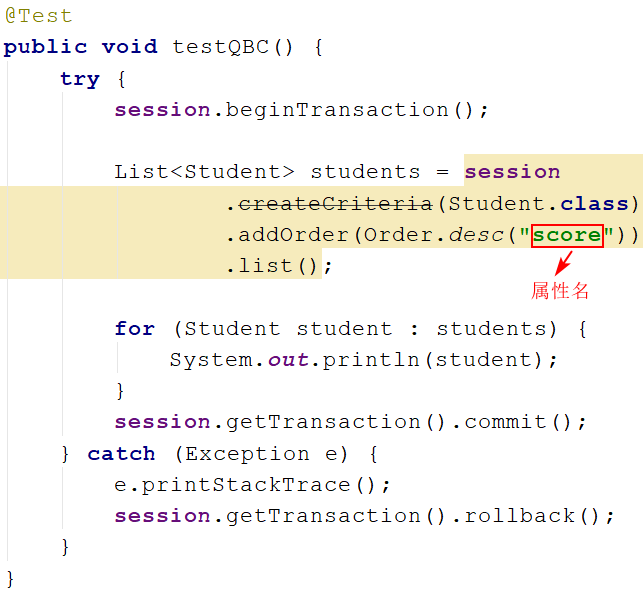 @Test
public void testQBC() {
    try {
        session.beginTransaction();

        List<Student> students = session
                .createCriteria(Student.class)
                .addOrder(Order.desc("score"))
                .list();
属性名
        for (Student student : students) {
            System.out.println(student);
        }
        session.getTransaction().commit();
    } catch (Exception e) {
        e.printStackTrace();
        session.getTransaction().rollback();
    }
}